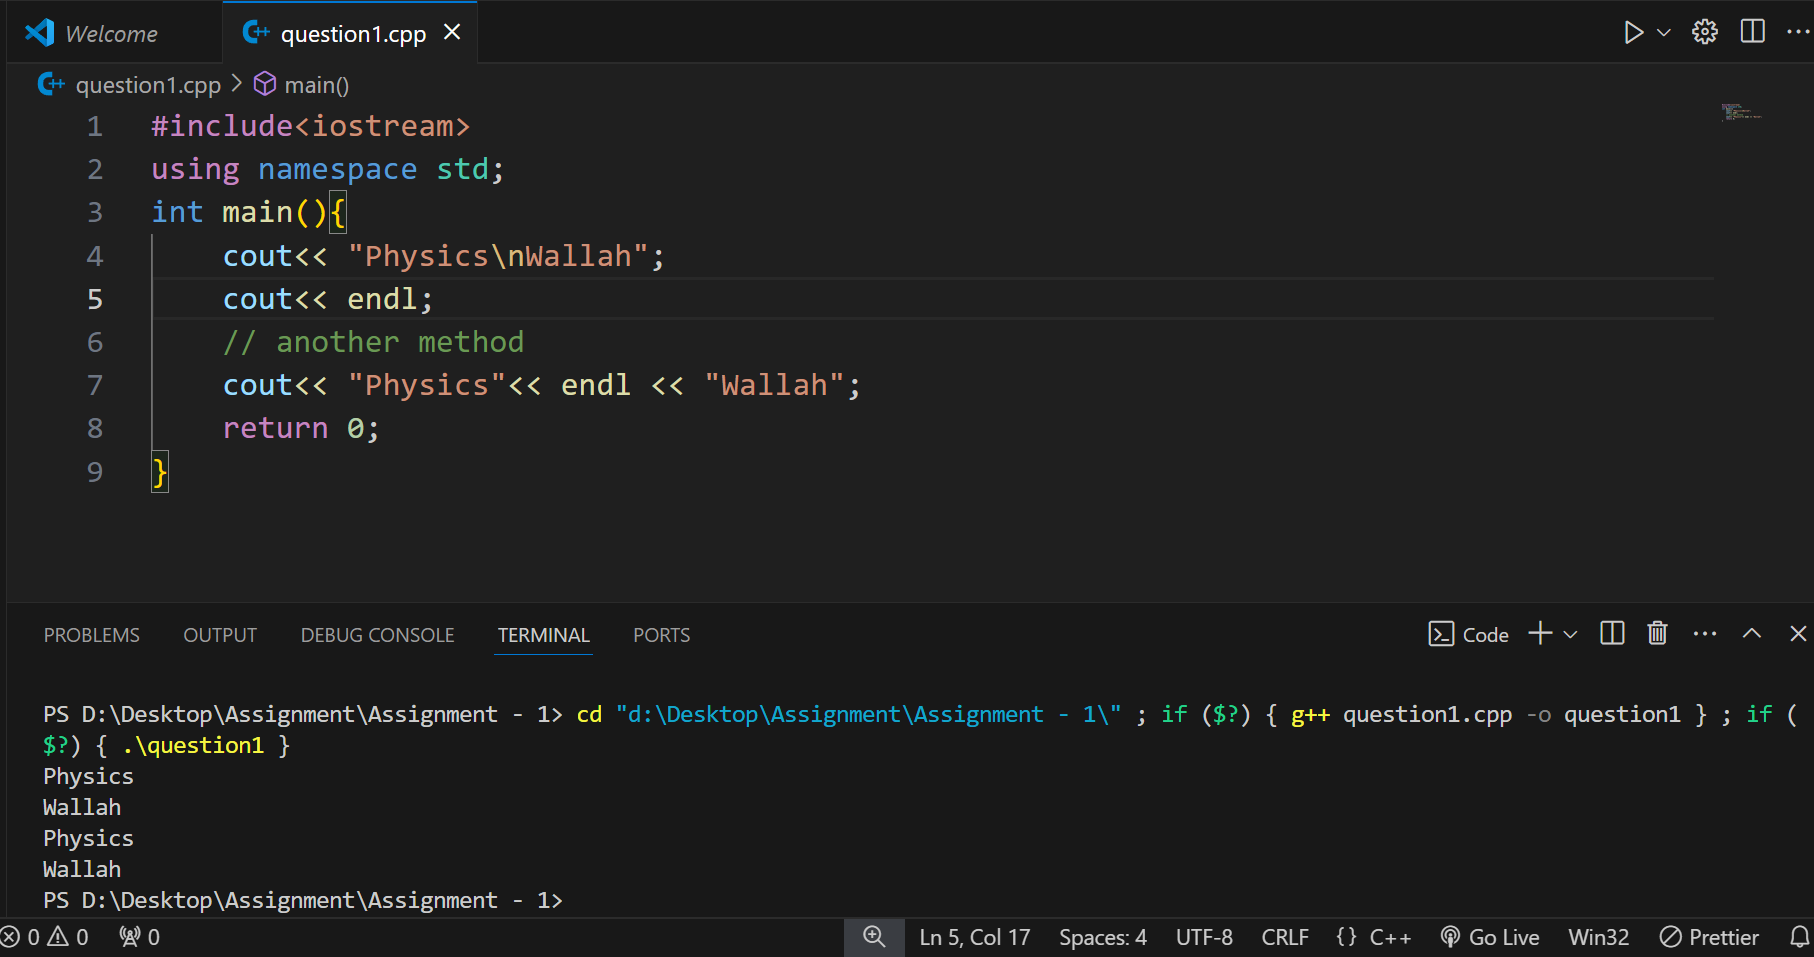 Welcome question1.cpp
question1.cpp > main()
1 #include<iostream>
2 using namespace std;
3 int main(){
4 cout<< "Physics\nWallah";
5 cout<< endl;
6 // another method
7 cout<< "Physics"<< endl << "Wallah";
8 return 0;
9 }
PROBLEMS OUTPUT DEBUG CONSOLE TERMINAL PORTS Code
PS D:\Desktop\Assignment\Assignment - 1> cd "d:\Desktop\Assignment\Assignment - 1\" ; if ($?) { g++ question1.cpp -o question1 } ; if (
$?) { .\question1 }
Physics
Wallah
Physics
Wallah
PS D:\Desktop\Assignment\Assignment - 1>
0 0 0 Ln 5, Col 17 Spaces: 4 UTF-8 CRLF {} C++ Go Live Win32 Prettier